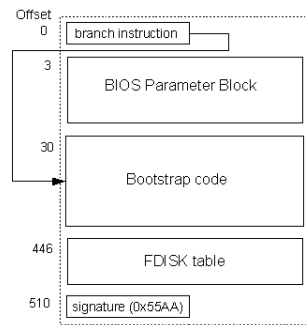 Offset
0 branch instruction
3
BIOS Parameter Block
30
Bootstrap code
446
FDISK table
510 signature (0x55AA)